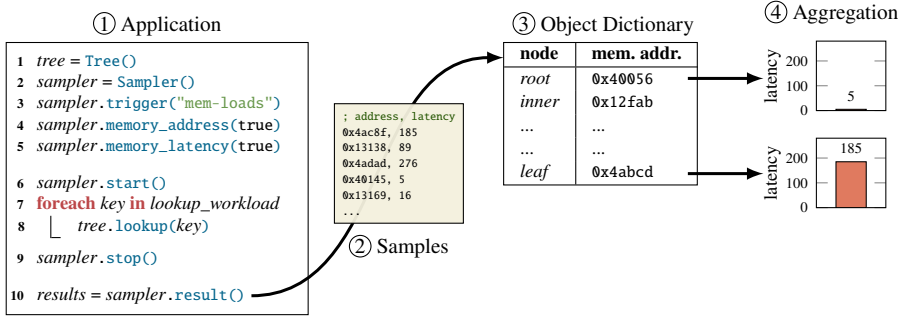 ① Application
1 tree = Tree()
2 sampler = Sampler()
3 sampler.trigger("mem-loads")
4 sampler.memory_address(true)
5 sampler.memory_latency(true)
6 sampler.start()
7 foreach key in lookup_workload
8 tree.lookup(key)
9 sampler.stop()
10 results = sampler.result()
; address, latency
0x4ac8f, 185
0x13138, 89
0x4adad, 276
0x40145, 5
0x13169, 16
...
② Samples
③ Object Dictionary
node mem. addr.
root 0x40056
inner 0x12fab
... ...
... ...
leaf 0x4abcd
④ Aggregation
latency
200
100
0
5
latency
200
100
0
185